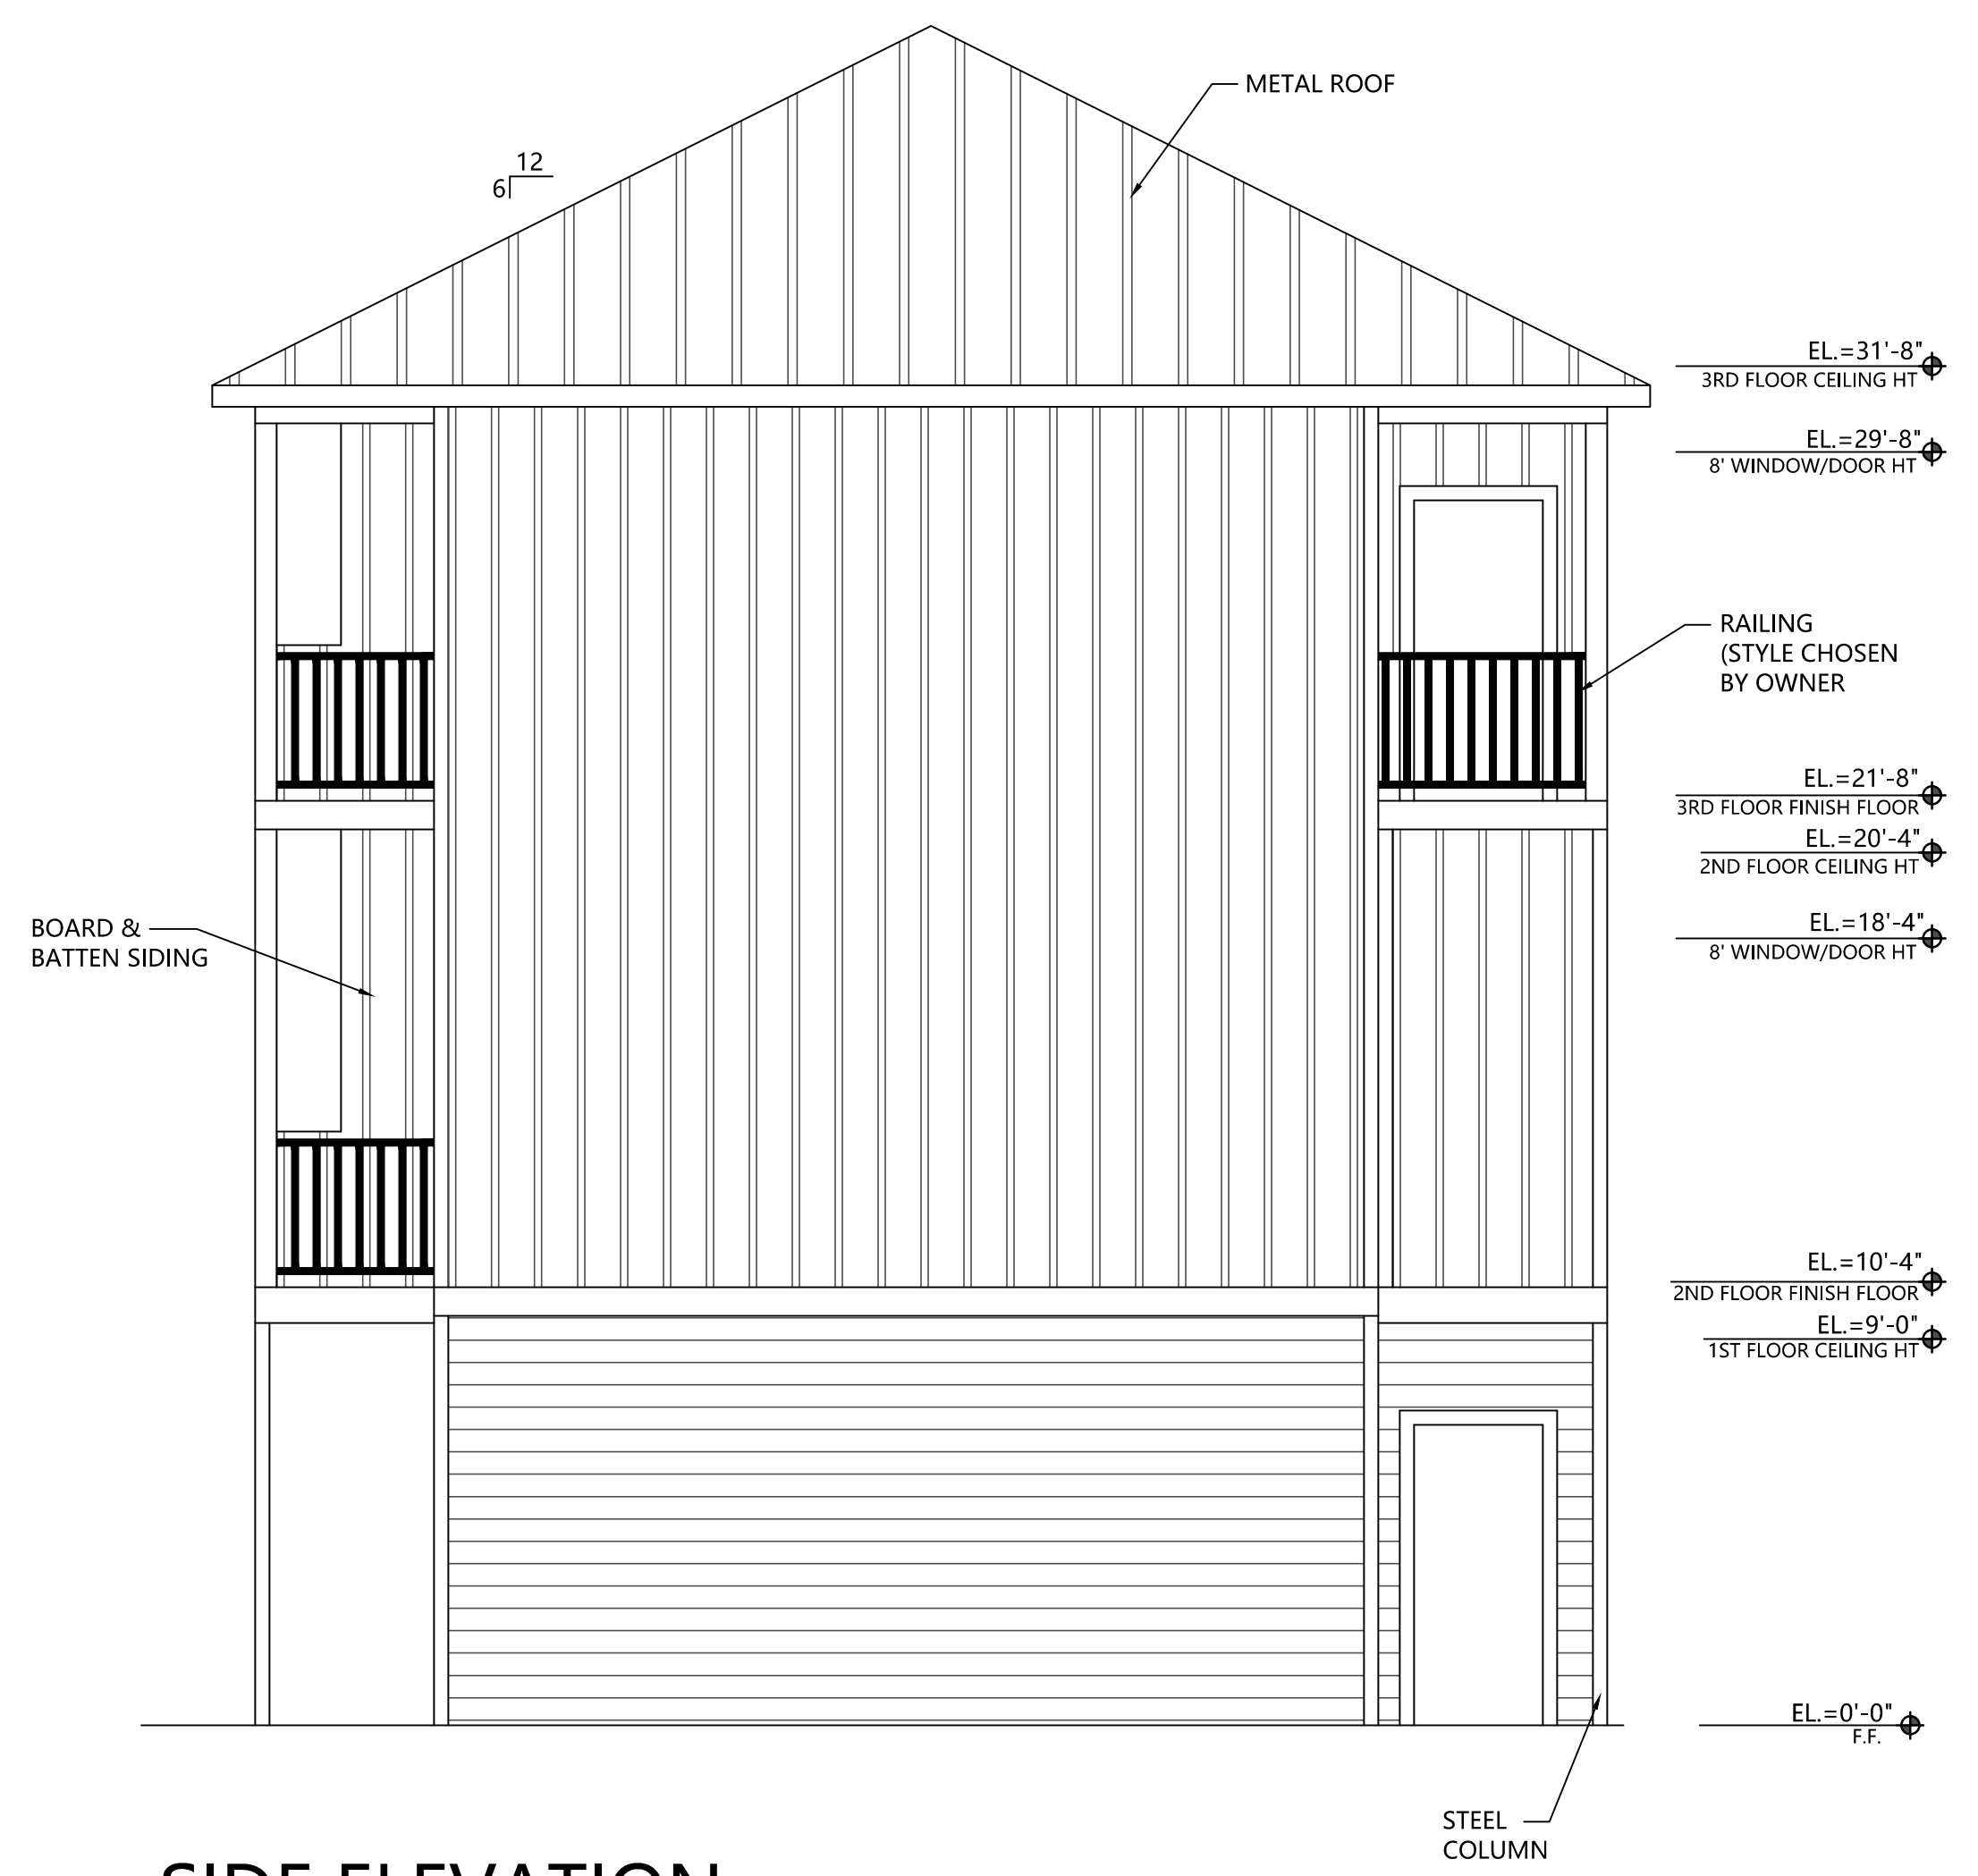 METAL ROOF
12
6
EL.=31'-8"
3RD FLOOR CEILING HT
EL.=29'-8"
8' WINDOW/DOOR HT
RAILING
(STYLE CHOSEN
BY OWNER
EL.=21'-8"
3RD FLOOR FINISH FLOOR
EL.=20'-4"
2ND FLOOR CEILING HT
BOARD &
BATTEN SIDING
EL.=18'-4"
8' WINDOW/DOOR HT
EL.=10'-4"
2ND FLOOR FINISH FLOOR
EL.=9'-0"
1ST FLOOR CEILING HT
EL.=0'-0"
F.F.
STEEL
COLUMN
SIDE ELEVATION